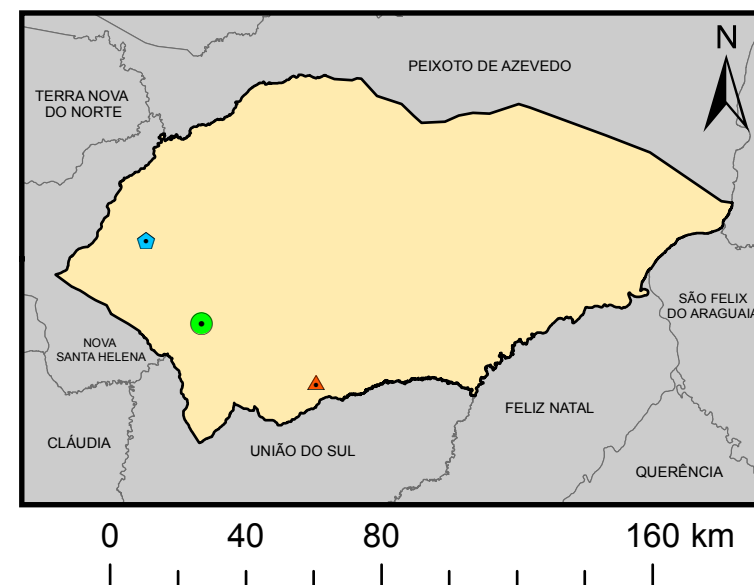 N
PEIXOTO DE AZEVEDO
TERRA NOVA
DO NORTE
SÃO FELIX
DO ARAGUAIA
NOVA
SANTA HELENA
FELIZ NATAL
CLÁUDIA
UNIÃO DO SUL
QUERÊNCIA
0 40 80 160 km